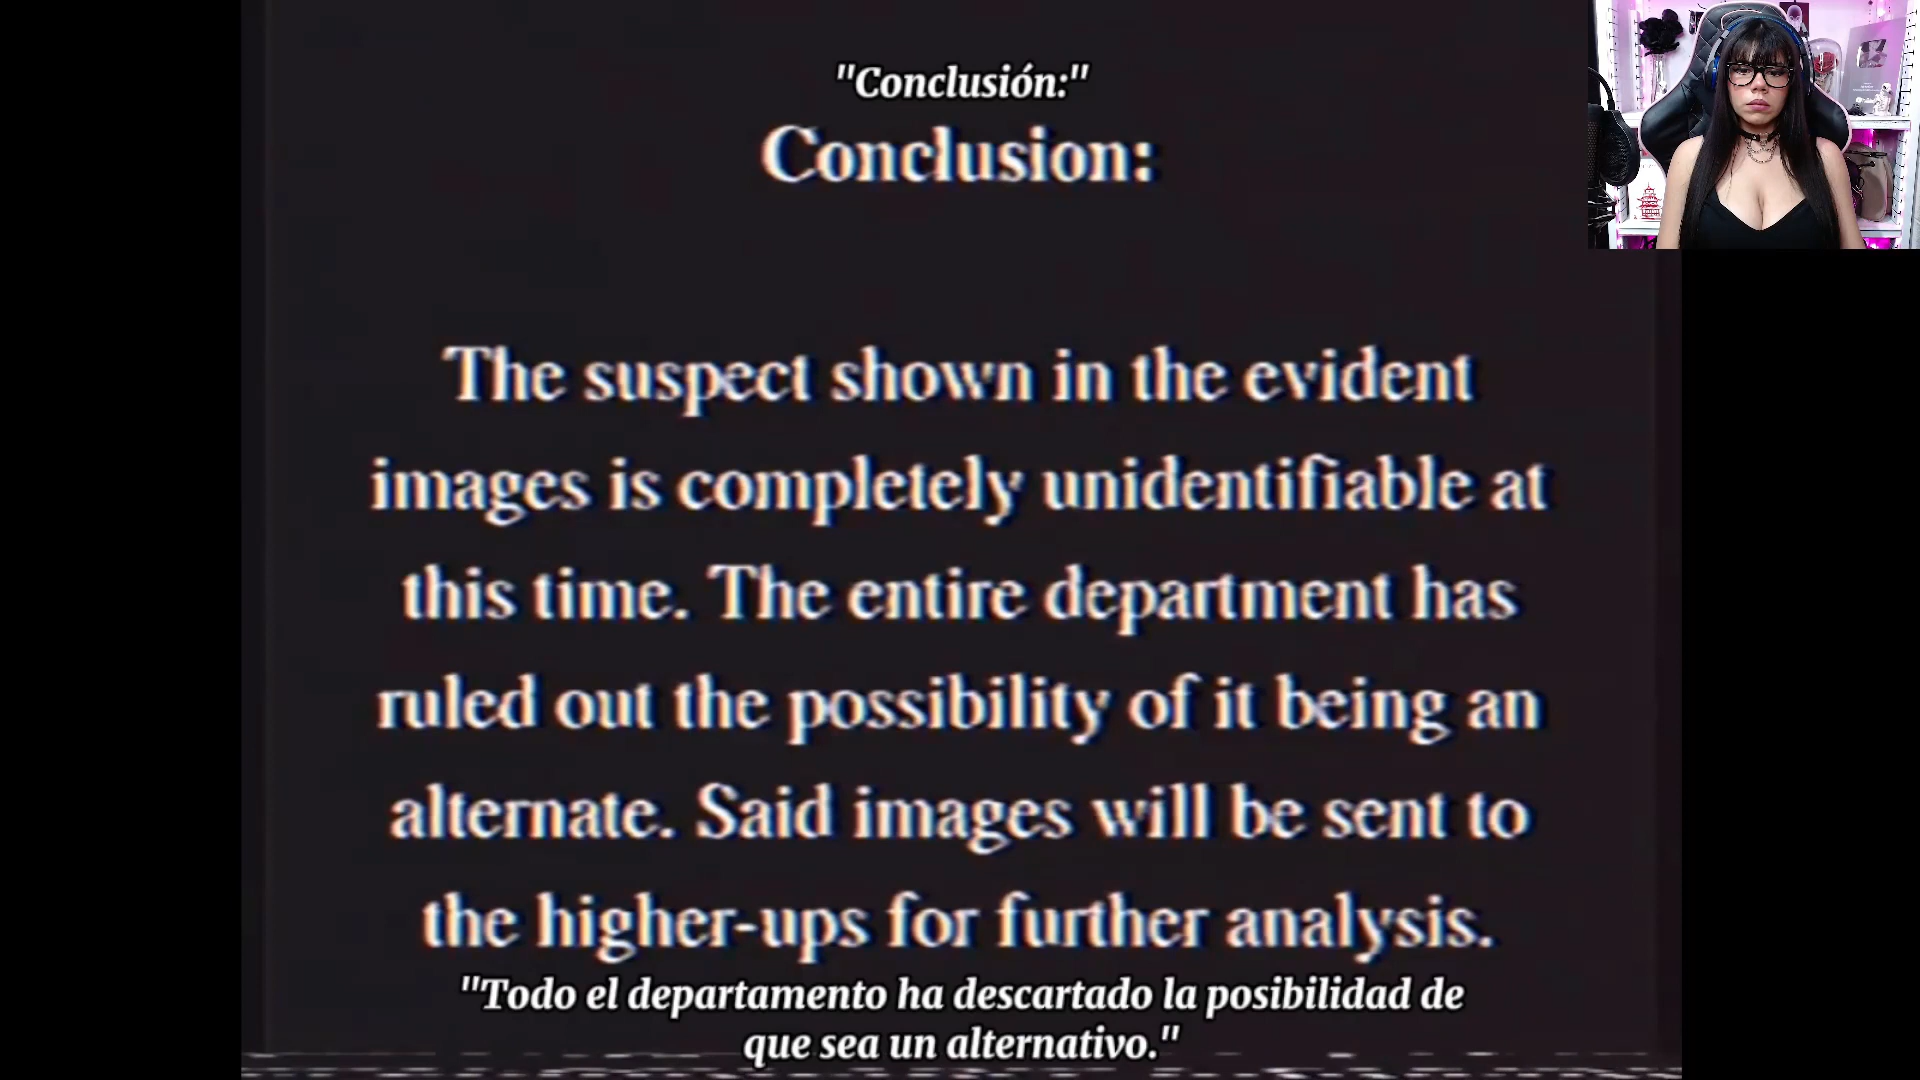 "Conclusión:"
Conclusion:
The suspect shown in the evident
images is completely unidentifiable at
this time. The entire department has
ruled out the possibility of it being an
alternate. Said images will be sent to
the higher-ups for further analysis.
"Todo el departamento ha descartado la posibilidad de
que sea un alternativo."